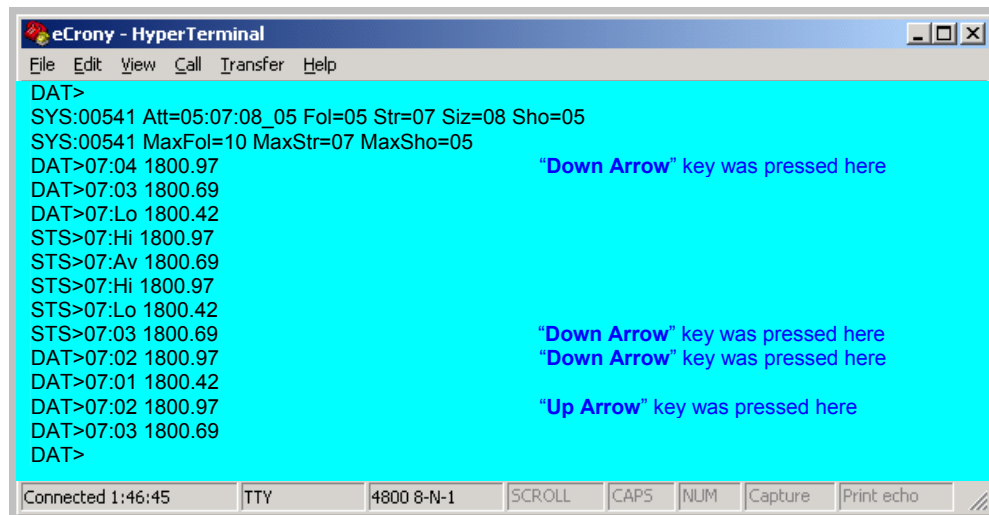 eCrony - HyperTerminal
File Edit View Call Transfer Help
DAT>
SYS:00541 Att=05:07:08_05 Fol=05 Str=07 Siz=08 Sho=05
SYS:00541 MaxFol=10 MaxStr=07 MaxSho=05
DAT>07:04 1800.97 “Down Arrow” key was pressed here
DAT>07:03 1800.69
DAT>07:Lo 1800.42
STS>07:Hi 1800.97
STS>07:Av 1800.69
STS>07:Hi 1800.97
STS>07:Lo 1800.42
STS>07:03 1800.69 “Down Arrow” key was pressed here
DAT>07:02 1800.97 “Down Arrow” key was pressed here
DAT>07:01 1800.42
DAT>07:02 1800.97 “Up Arrow” key was pressed here
DAT>07:03 1800.69
DAT>
Connected 1:46:45 TTY 4800 8-N-1 SCROLL CAPS NUM Capture Print echo